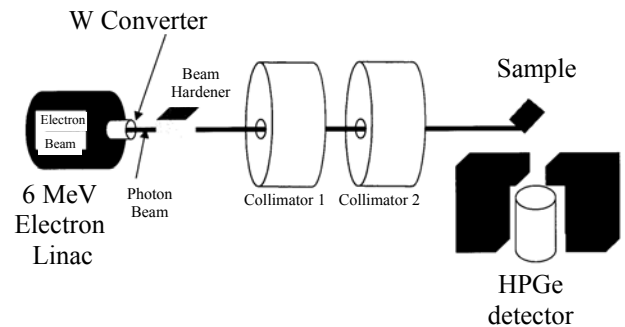 W Converter
Beam
Hardener
Sample
Electron
Beam
6 MeV
Electron
Linac
Photon
Beam
Collimator 1
Collimator 2
HPGe
detector